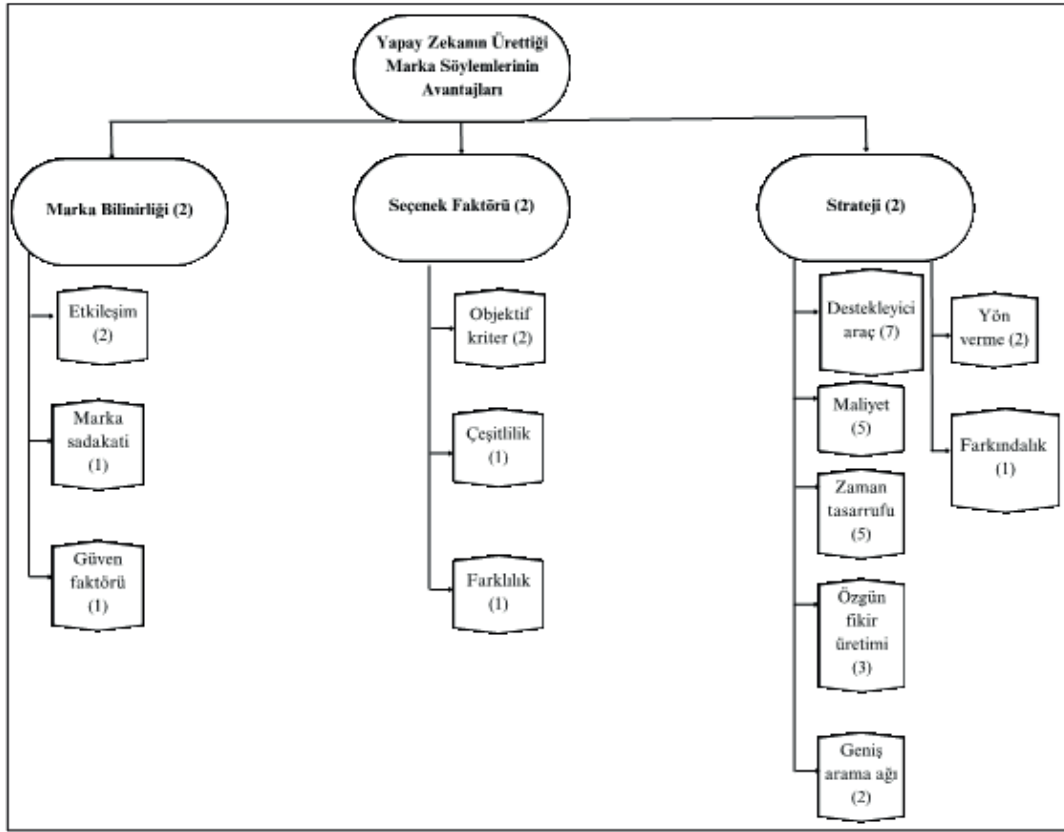 Yapay Zekanın Ürettiği
Marka Söylemlerinin
Avantajları
Marka Bilinirliği (2)
Etkileşim
(2)
Marka
sadakati
(1)
Güven
faktörü
(1)
Seçenek Faktörü (2)
Objektif
kriter (2)
Çeşitlilik
(1)
Farklılık
(1)
Strateji (2)
Destekleyici
araç (7)
Maliyet
(5)
Zaman
tasarrufu
(5)
Özgün
fikir
üretimi
(3)
Geniş
arama ağı
(2)
Yön
verme (2)
Farkındalık
(1)